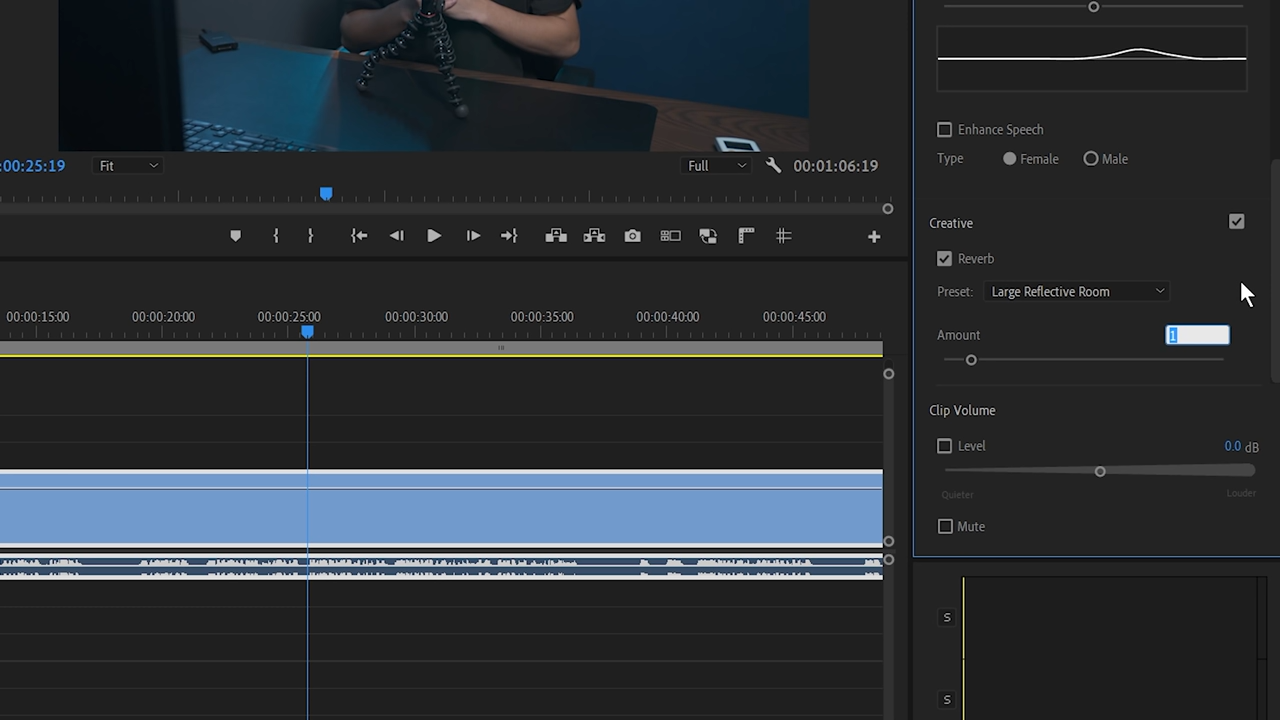 :00:25:19
Fit
Full
00:01:06:19
00:00:15:00
00:00:20:00
00:00:25:00
00:00:30:00
00:00:35:00
00:00:40:00
00:00:45:00
Enhance Speech
Type
Female
Male
Creative
Reverb
Preset:
Large Reflective Room
Amount
1
Clip Volume
Level
0.0 dB
Quieter
Louder
Mute
S
S